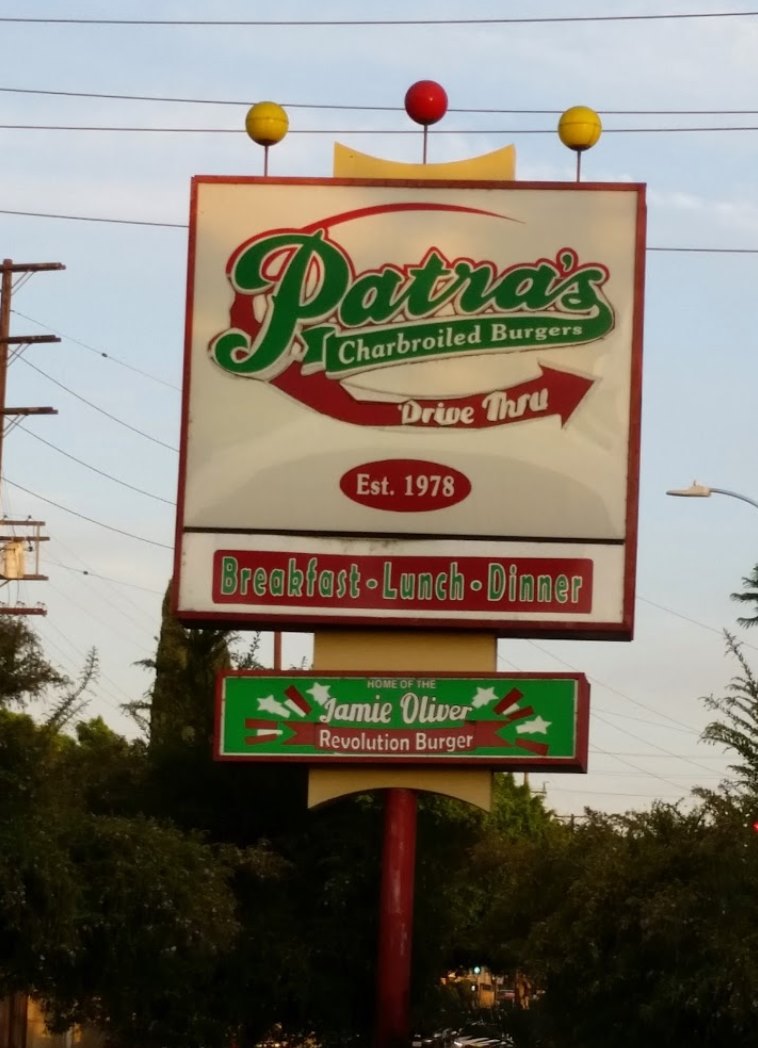 Patra's
Charbroiled Burgers
Drive Thru
Est. 1978
Breakfast • Lunch • Dinner
HOME OF THE
Jamie Oliver
Revolution Burger